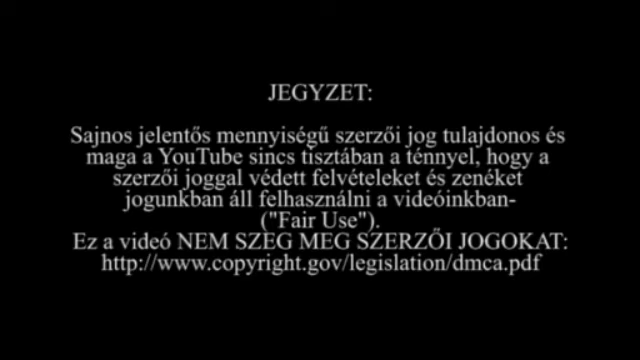 JEGYZET:
Sajnos jelentős mennyiségű szerzői jog tulajdonos és
maga a YouTube sincs tisztában a ténnyel, hogy a
szerzői joggal védett felvételeket és zenéket
jogunkban áll felhasználni a videóinkban-
("Fair Use").
Ez a videó NEM SZEG MEG SZERZŐI JOGOKAT:
http://www.copyright.gov/legislation/dmca.pdf